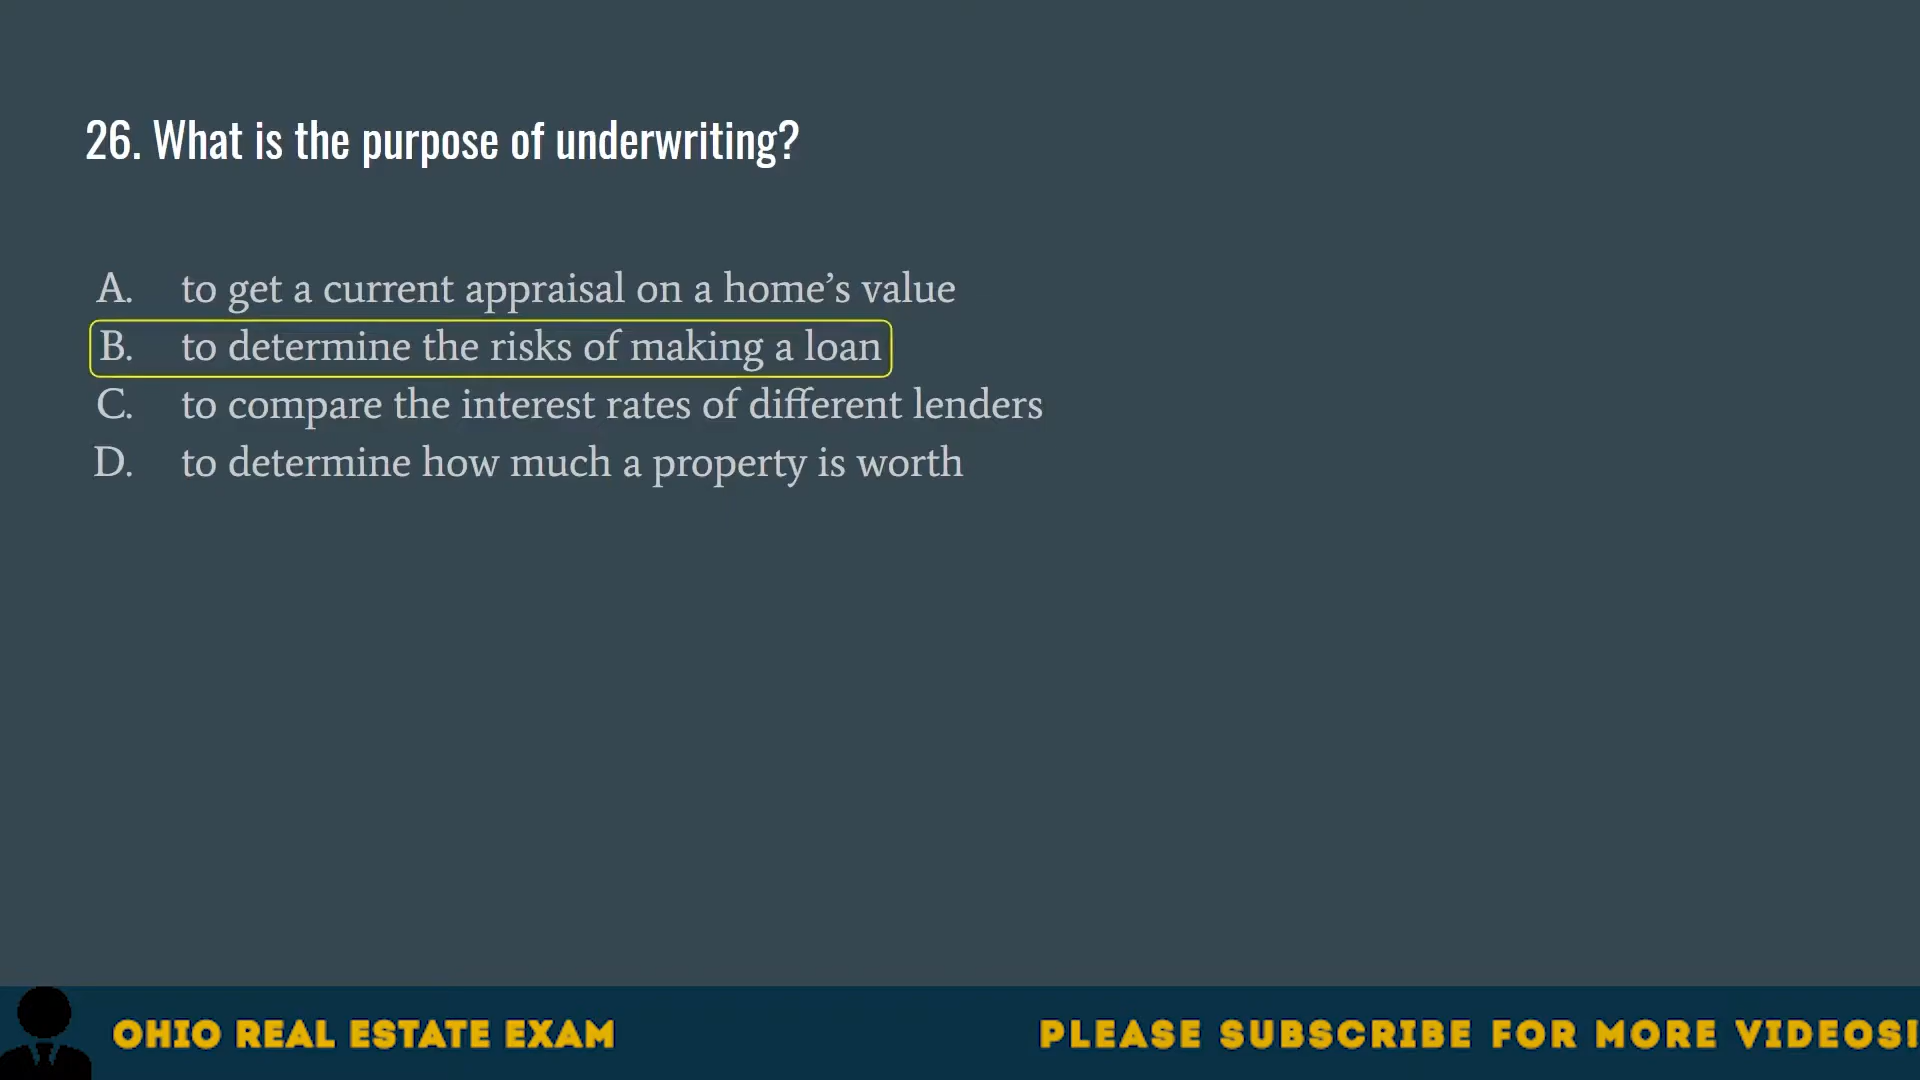 26. What is the purpose of underwriting?
A. to get a current appraisal on a home’s value
B. to determine the risks of making a loan
C. to compare the interest rates of different lenders
D. to determine how much a property is worth
OHIO REAL ESTATE EXAM
PLEASE SUBSCRIBE FOR MORE VIDEOS!